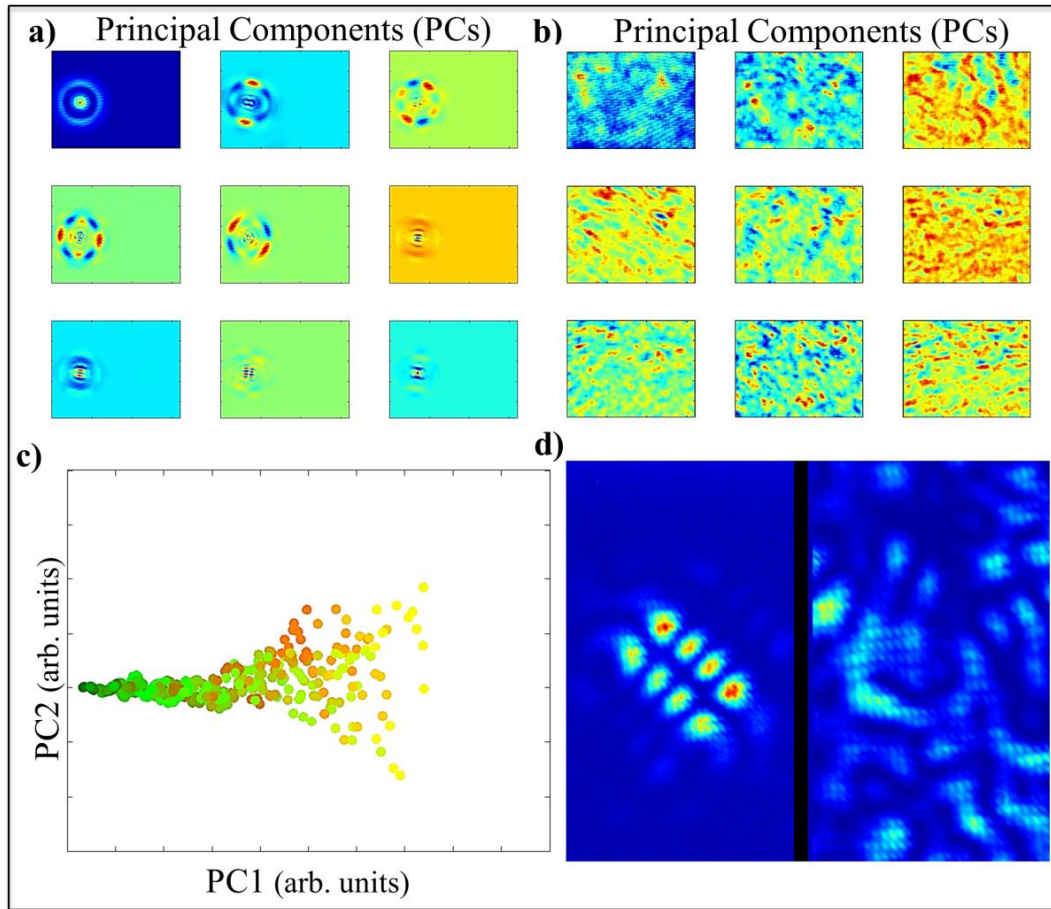 a)
Principal Components (PCs)
b)
Principal Components (PCs)
c)
PC2 (arb. units)
PC1 (arb. units)
d)